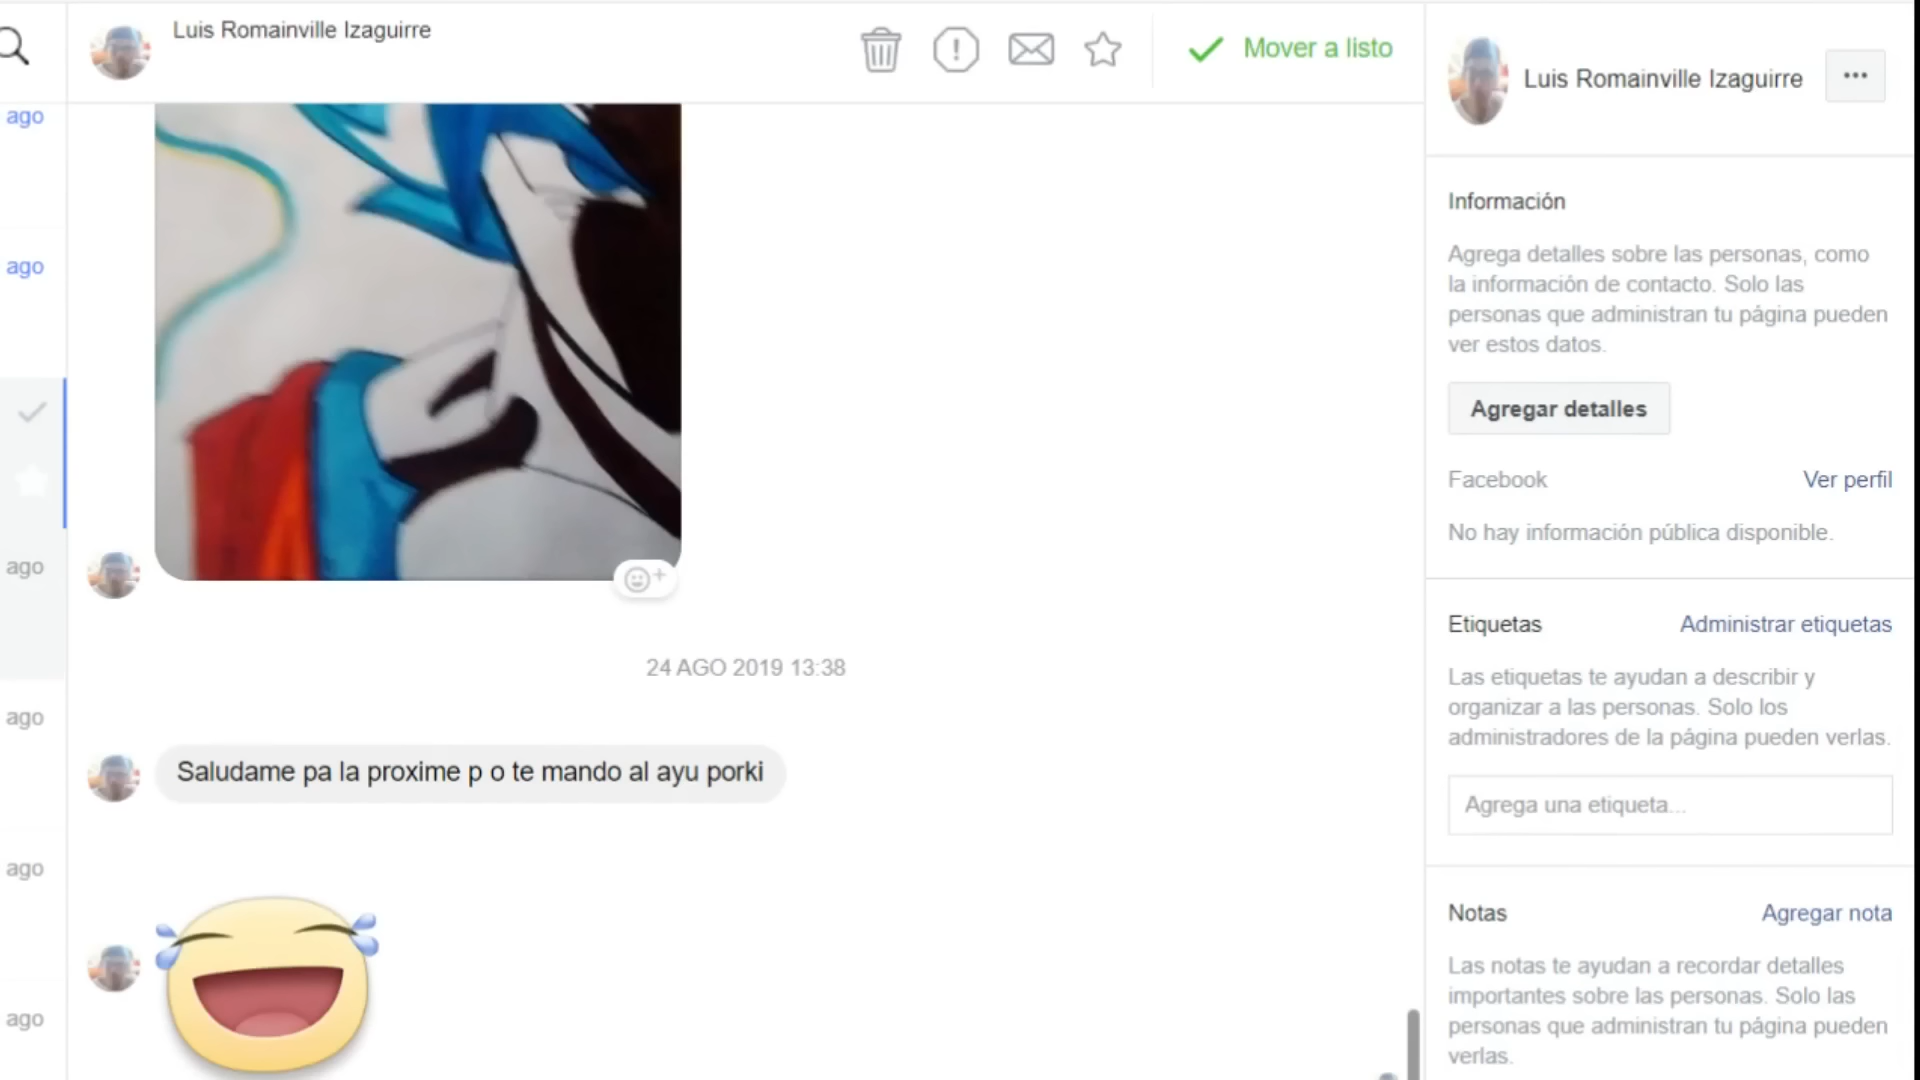 Luis Romainville Izaguirre
Mover a listo
ago
ago
ago
ago
ago
ago
24 AGO 2019 13:38
Saludame pa la proxime p o te mando al ayu porki
Luis Romainville Izaguirre
Información
Agrega detalles sobre las personas, como
la información de contacto. Solo las
personas que administran tu página pueden
ver estos datos.
Agregar detalles
Facebook
Ver perfil
No hay información pública disponible.
Etiquetas
Administrar etiquetas
Las etiquetas te ayudan a describir y
organizar a las personas. Solo los
administradores de la página pueden verlas.
Agrega una etiqueta...
Notas
Agregar nota
Las notas te ayudan a recordar detalles
importantes sobre las personas. Solo las
personas que administran tu página pueden
verlas.